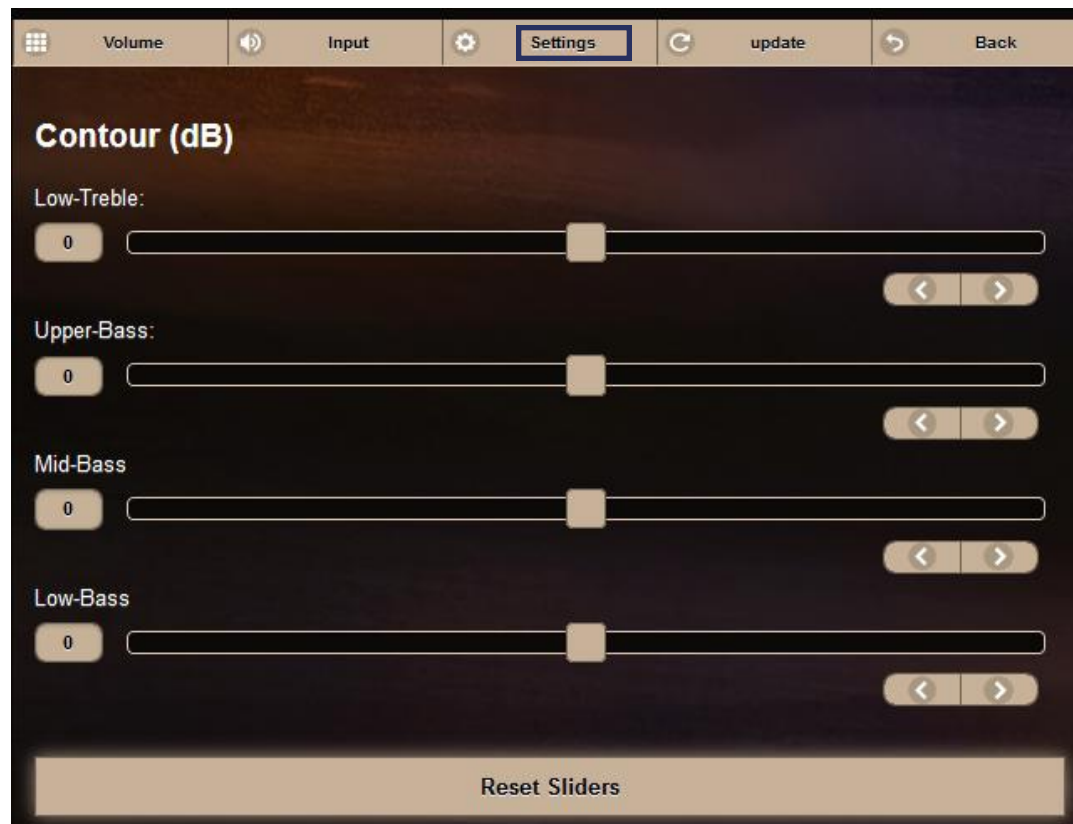 Volume Input Settings update Back
Contour (dB)
Low-Treble:
0
Upper-Bass:
0
Mid-Bass
0
Low-Bass
0
Reset Sliders